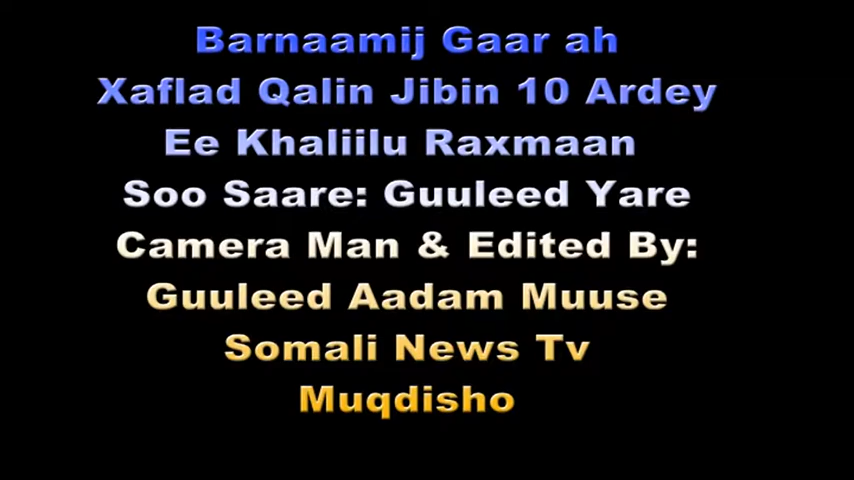 Barnaamij Gaar ah
Xaflad Qalin Jibin 10 Ardey
Ee Khaliilu Raxmaan
Soo Saare: Guuleed Yare
Camera Man & Edited By:
Guuleed Aadam Muuse
Somali News Tv
Muqdisho